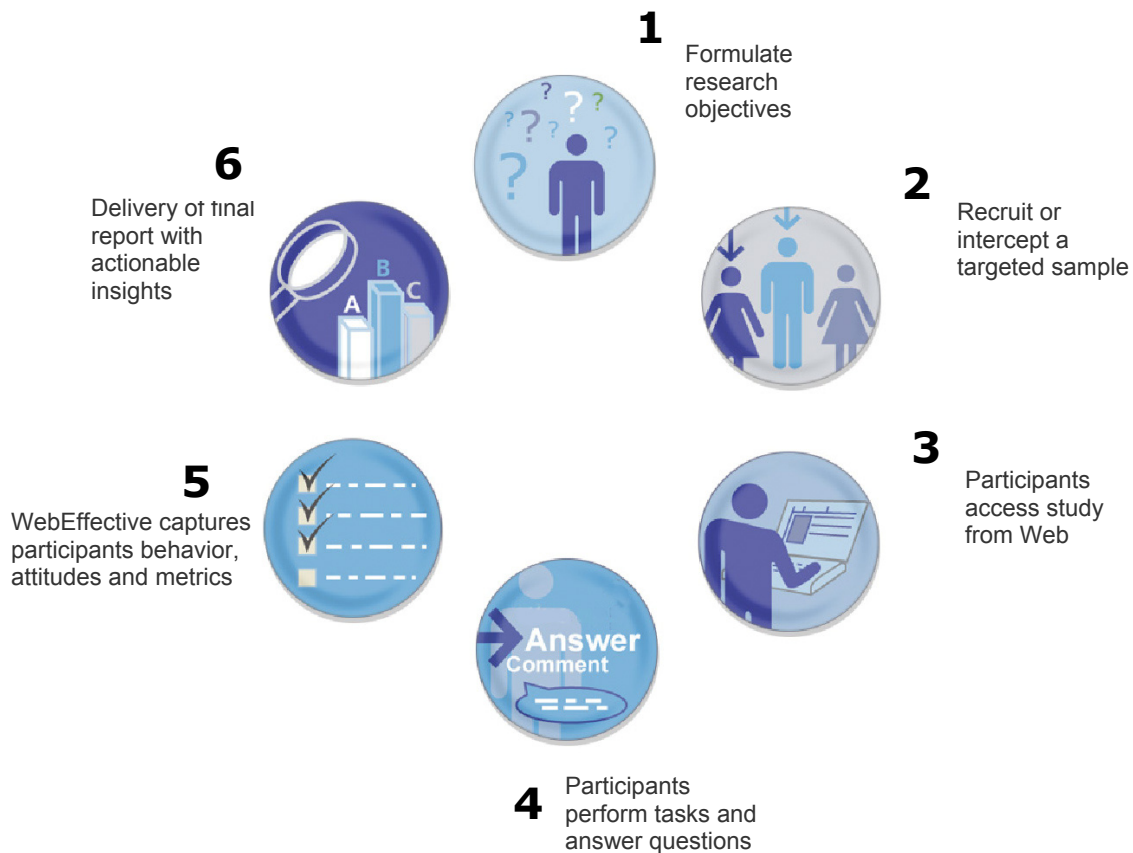 1
Formulate
research
objectives
? ? ? ? ? ? ? ? ?
2
Recruit or
intercept a
targeted sample
3
Participants
access study
from Web
4
Participants
perform tasks and
answer questions
Answer
Comment
5
WebEffective captures
participants behavior,
attitudes and metrics
6
Delivery of final
report with
actionable
insights
A B C